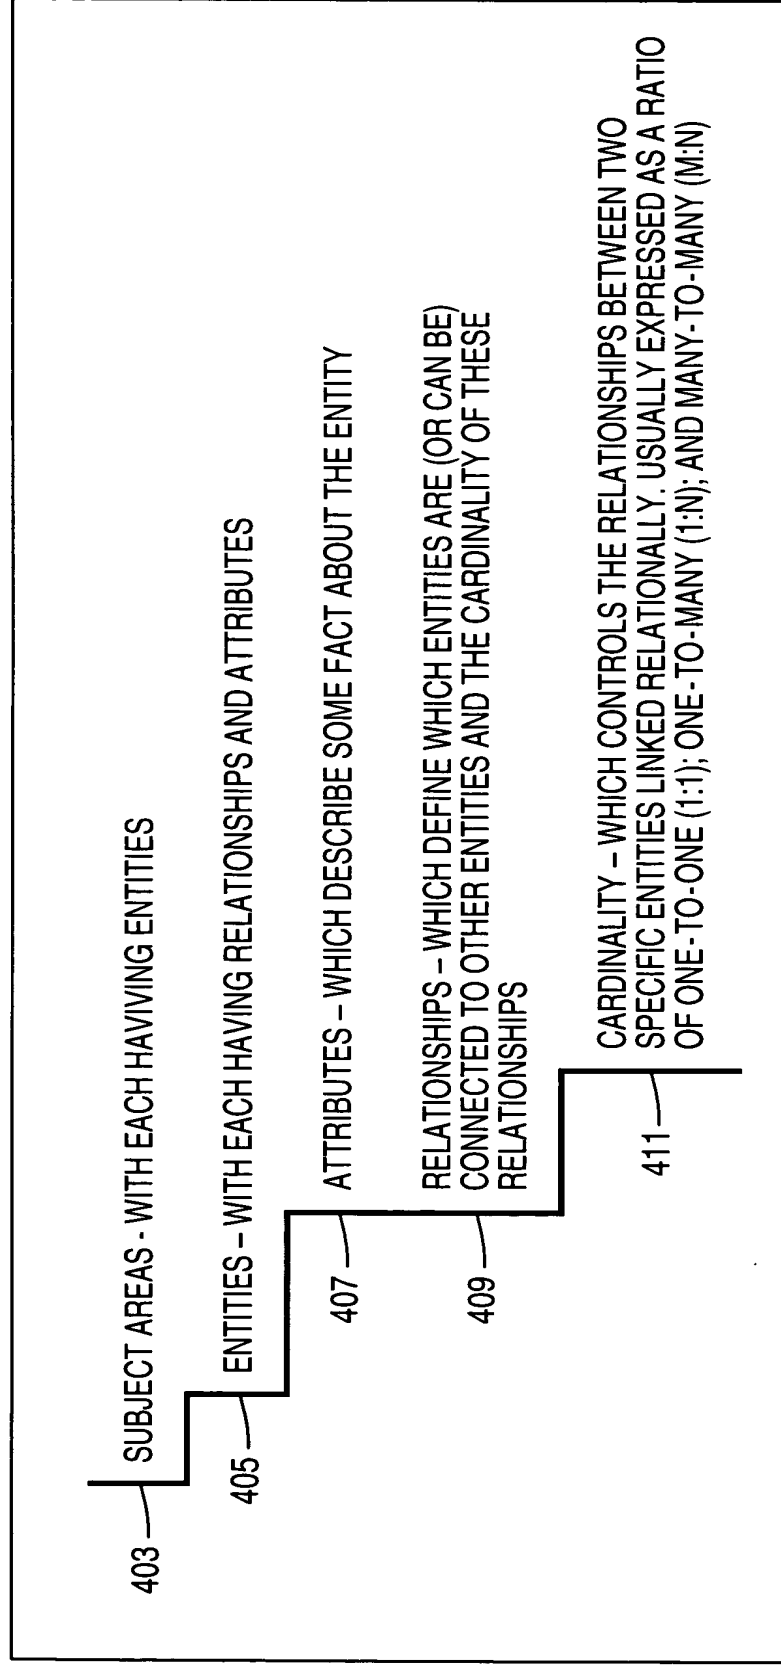 403
SUBJECT AREAS - WITH EACH HAVIVING ENTITIES
405
ENTITIES – WITH EACH HAVING RELATIONSHIPS AND ATTRIBUTES
407
ATTRIBUTES – WHICH DESCRIBE SOME FACT ABOUT THE ENTITY
409
RELATIONSHIPS – WHICH DEFINE WHICH ENTITIES ARE (OR CAN BE)
CONNECTED TO OTHER ENTITIES AND THE CARDINALITY OF THESE
RELATIONSHIPS
411
CARDINALITY – WHICH CONTROLS THE RELATIONSHIPS BETWEEN TWO
SPECIFIC ENTITIES LINKED RELATIONALLY. USUALLY EXPRESSED AS A RATIO
OF ONE-TO-ONE (1:1); ONE-TO-MANY (1:N); AND MANY-TO-MANY (M:N)